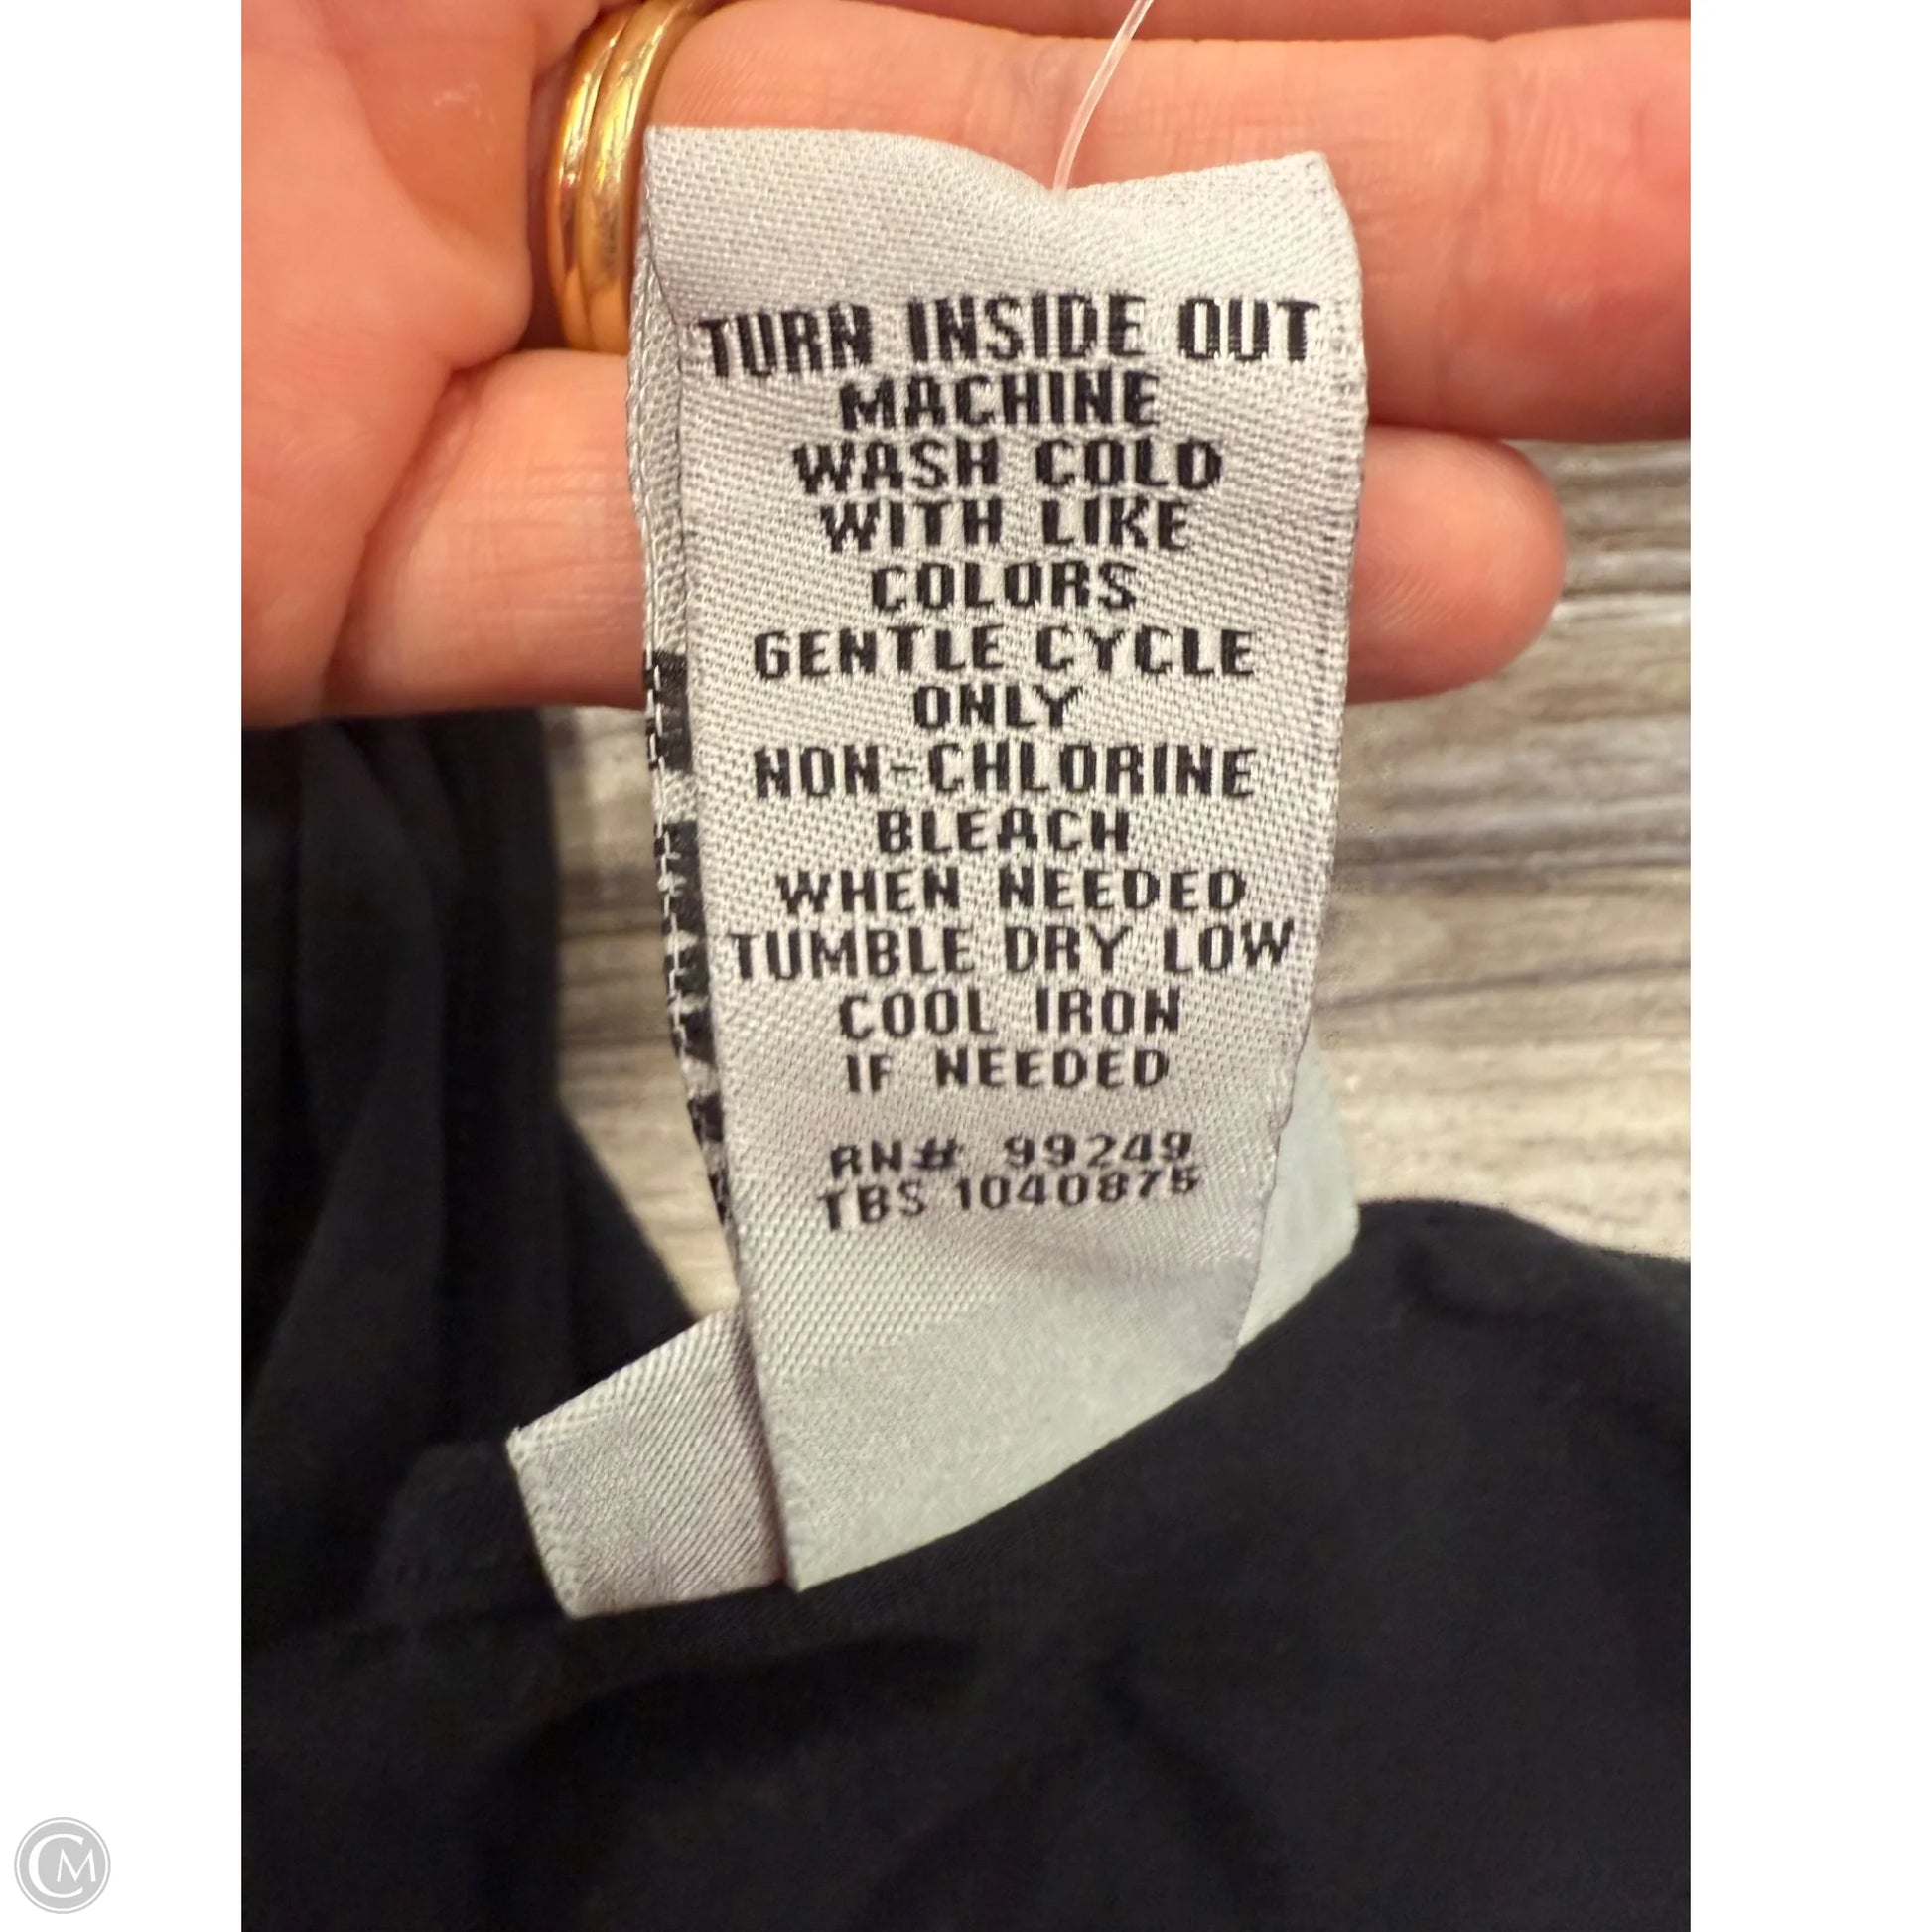 TURN INSIDE OUT
MACHINE
WASH COLD
WITH LIKE
COLORS
GENTLE CYCLE
ONLY
NON-CHLORINE
BLEACH
WHEN NEEDED
TUMBLE DRY LOW
COOL IRON
IF NEEDED
RN# 99249
TBS 1040875
CM